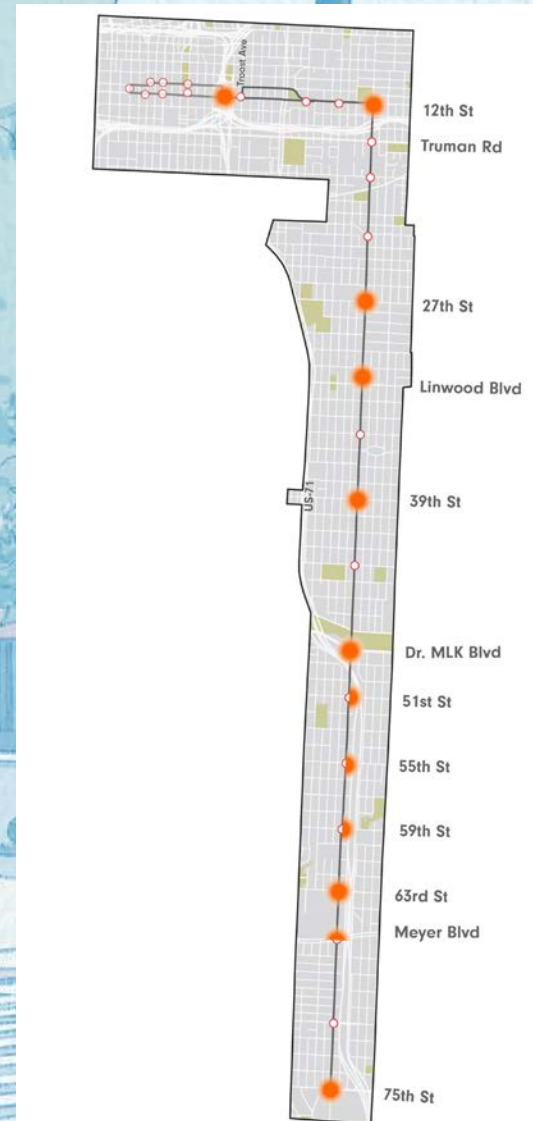 Troost Ave
12th St
Truman Rd
27th St
Linwood Blvd
39th St
US-71
Dr. MLK Blvd
51st St
55th St
59th St
63rd St
Meyer Blvd
75th St